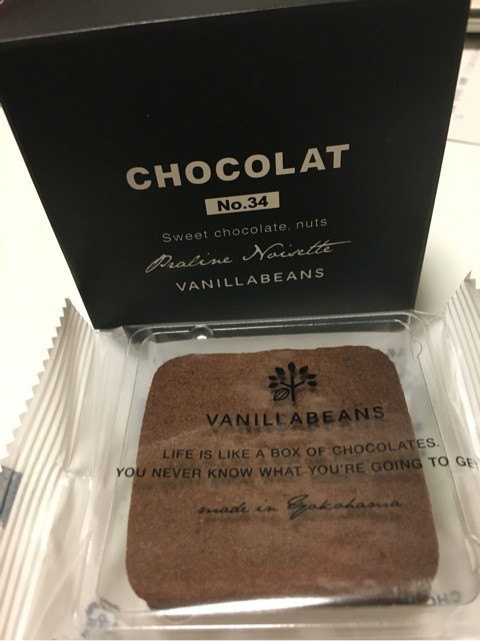 CHOCOLAT
No.34
Sweet chocolate, nuts
Praline Noisette
VANILLABEANS
VANILLABEANS
LIFE IS LIKE A BOX OF CHOCOLATES.
YOU NEVER KNOW WHAT YOU'RE GOING TO GE
made in Yokohama